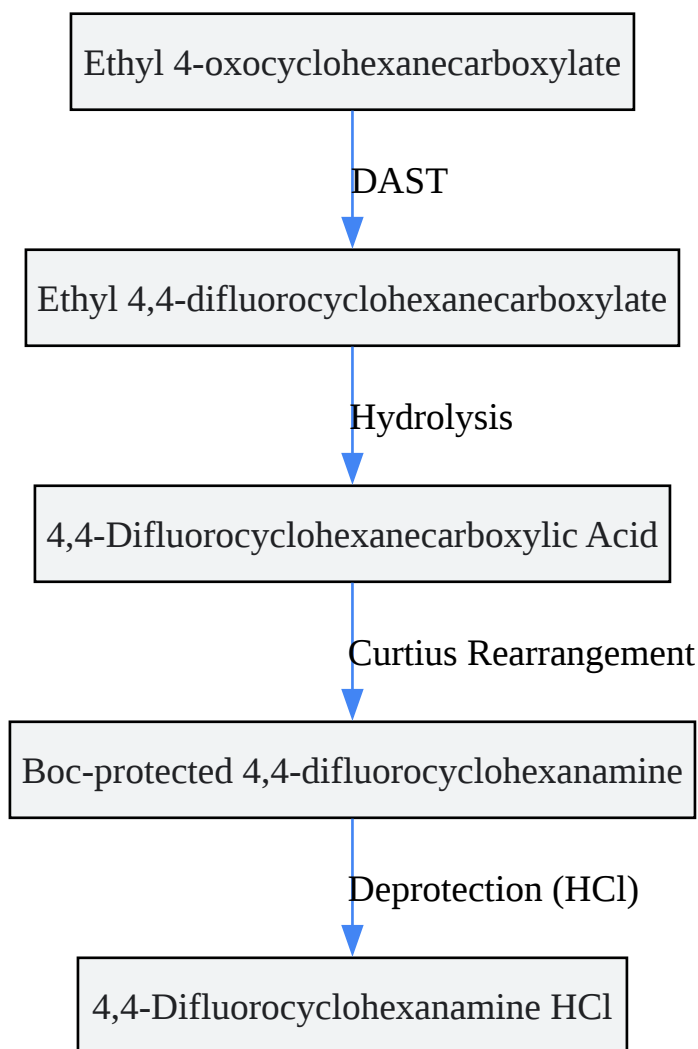 Ethyl 4-oxocyclohexanecarboxylate
DAST
Ethyl 4,4-difluorocyclohexanecarboxylate
Hydrolysis
4,4-Difluorocyclohexanecarboxylic Acid
Curtius Rearrangement
Boc-protected 4,4-difluorocyclohexanamine
Deprotection (HCl)
4,4-Difluorocyclohexanamine HCl